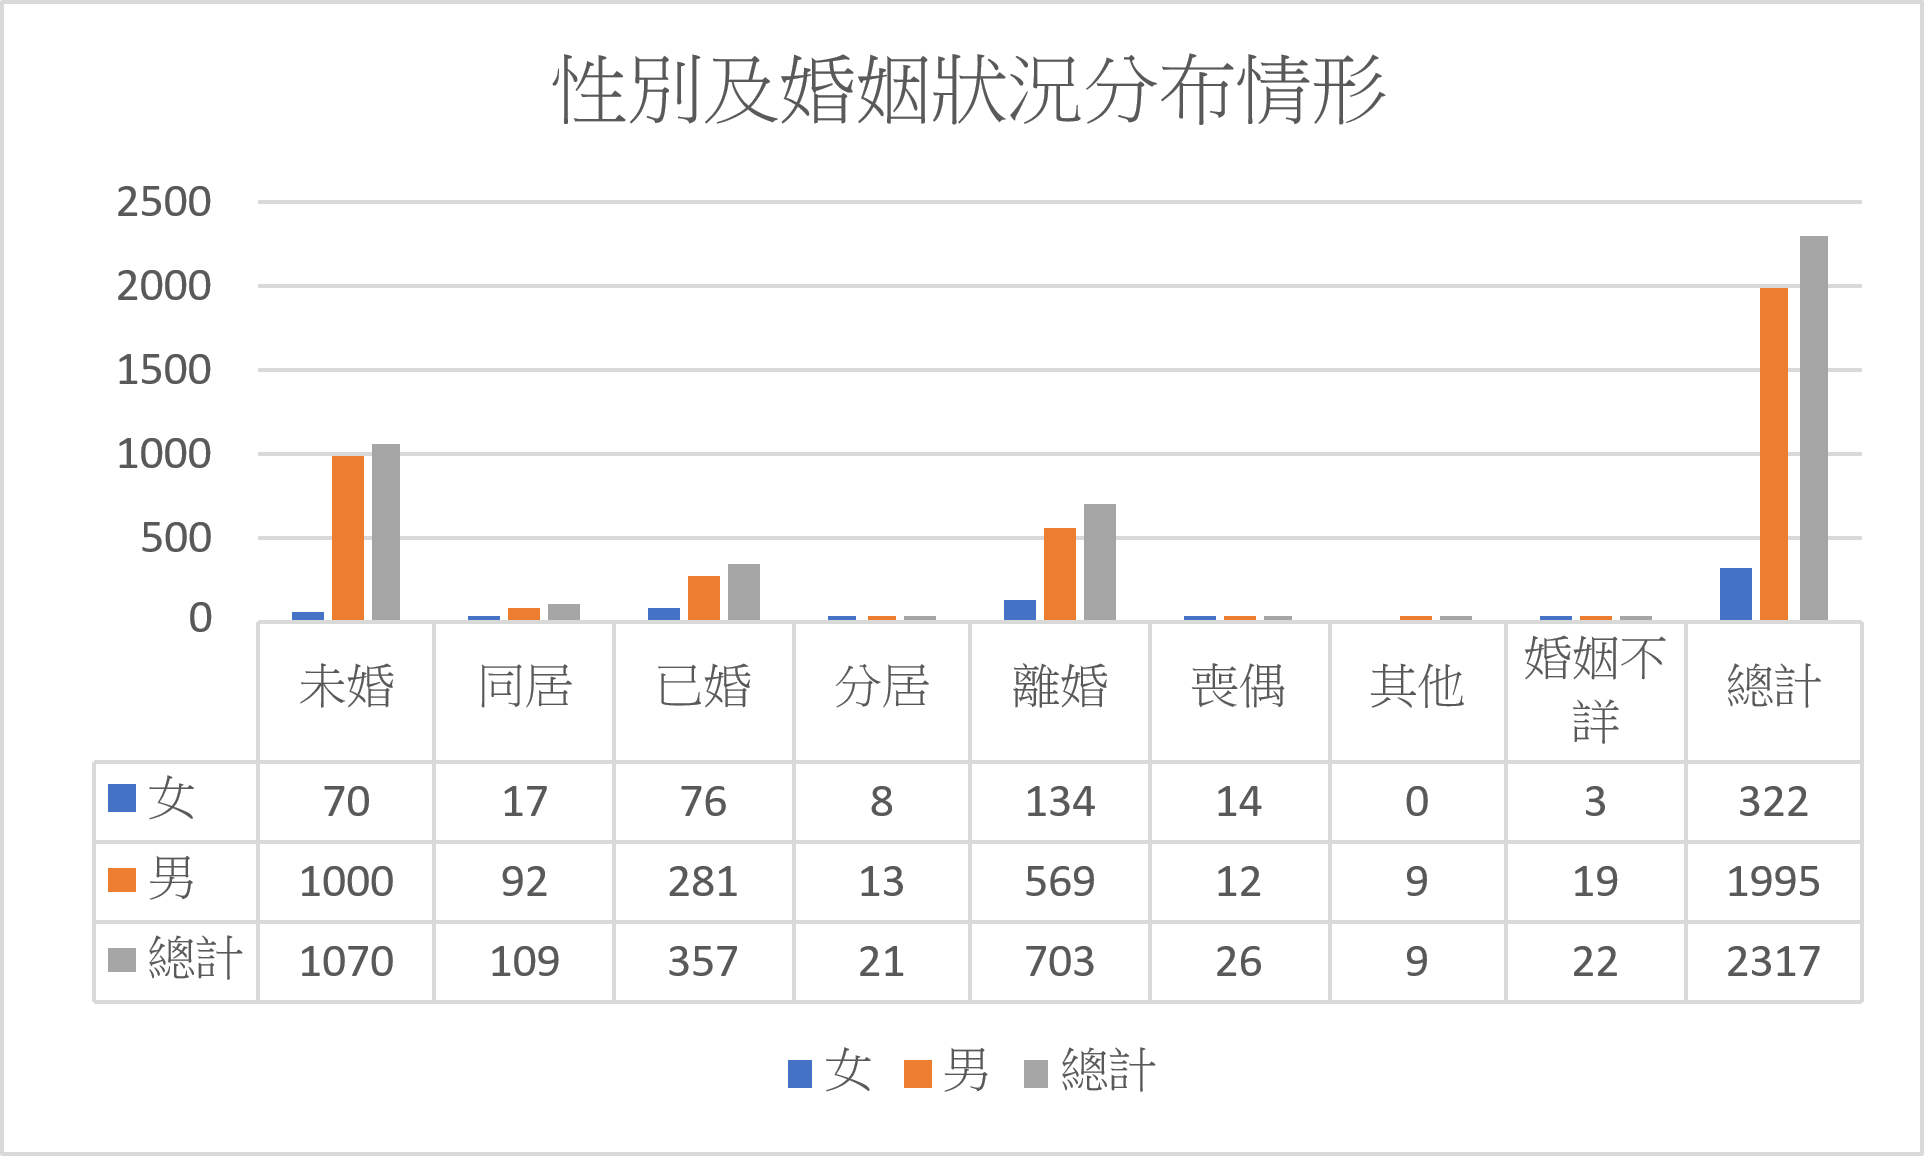 性別及婚姻狀況分布情形
2500
2000
1500
1000
500
0
未婚 同居 已婚 分居 離婚 喪偶 其他 婚姻不詳 總計
女 70 17 76 8 134 14 0 3 322
男 1000 92 281 13 569 12 9 19 1995
總計 1070 109 357 21 703 26 9 22 2317
女 男 總計